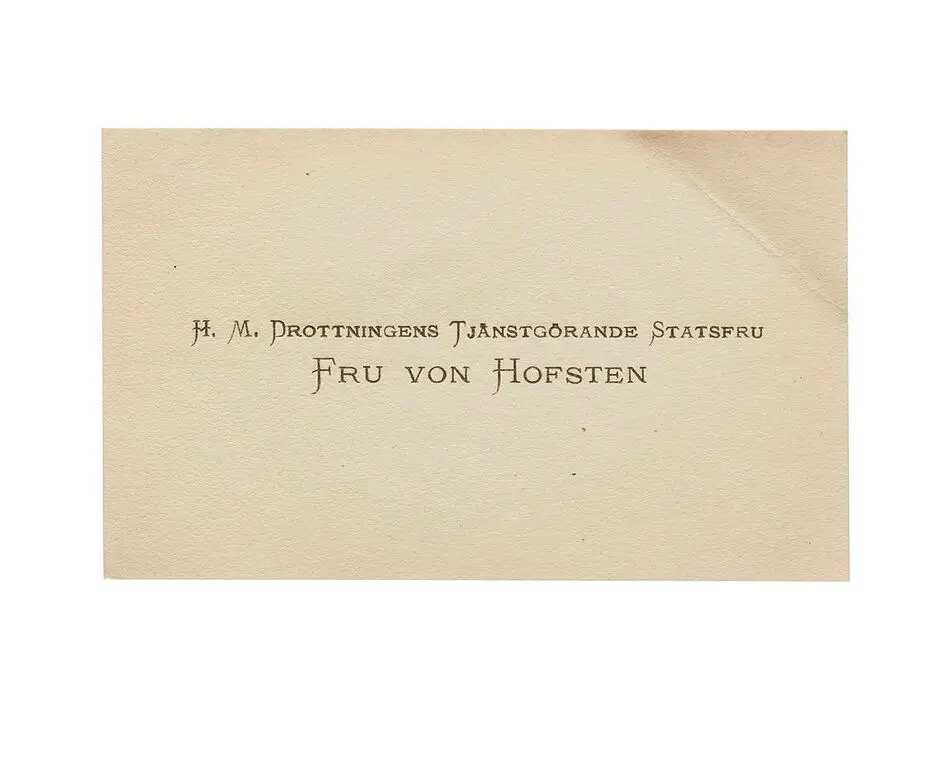 H. M. Drottningens Tjänstgörande Statsfru
Fru von Hofsten